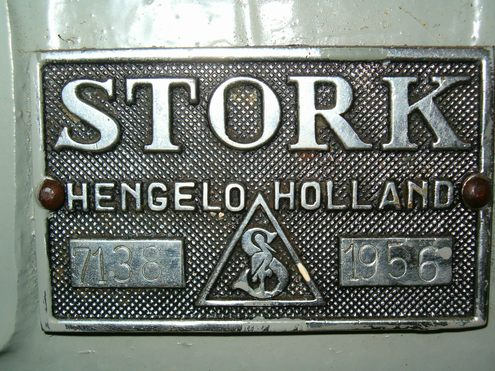 STORK
HENGELO HOLLAND
7138 1956